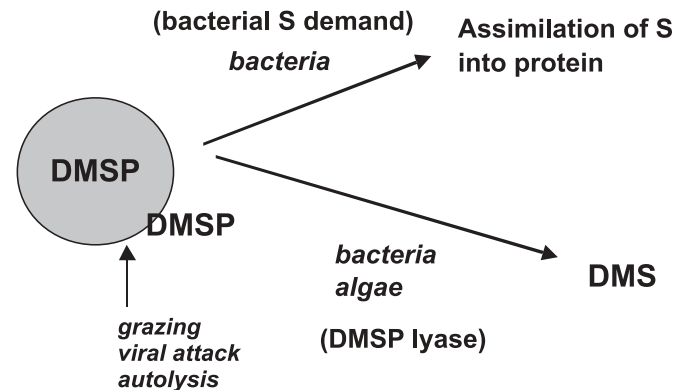 (bacterial S demand)
bacteria
Assimilation of S
into protein
DMSP
DMSP
bacteria
algae
(DMSP lyase)
DMS
grazing
viral attack
autolysis